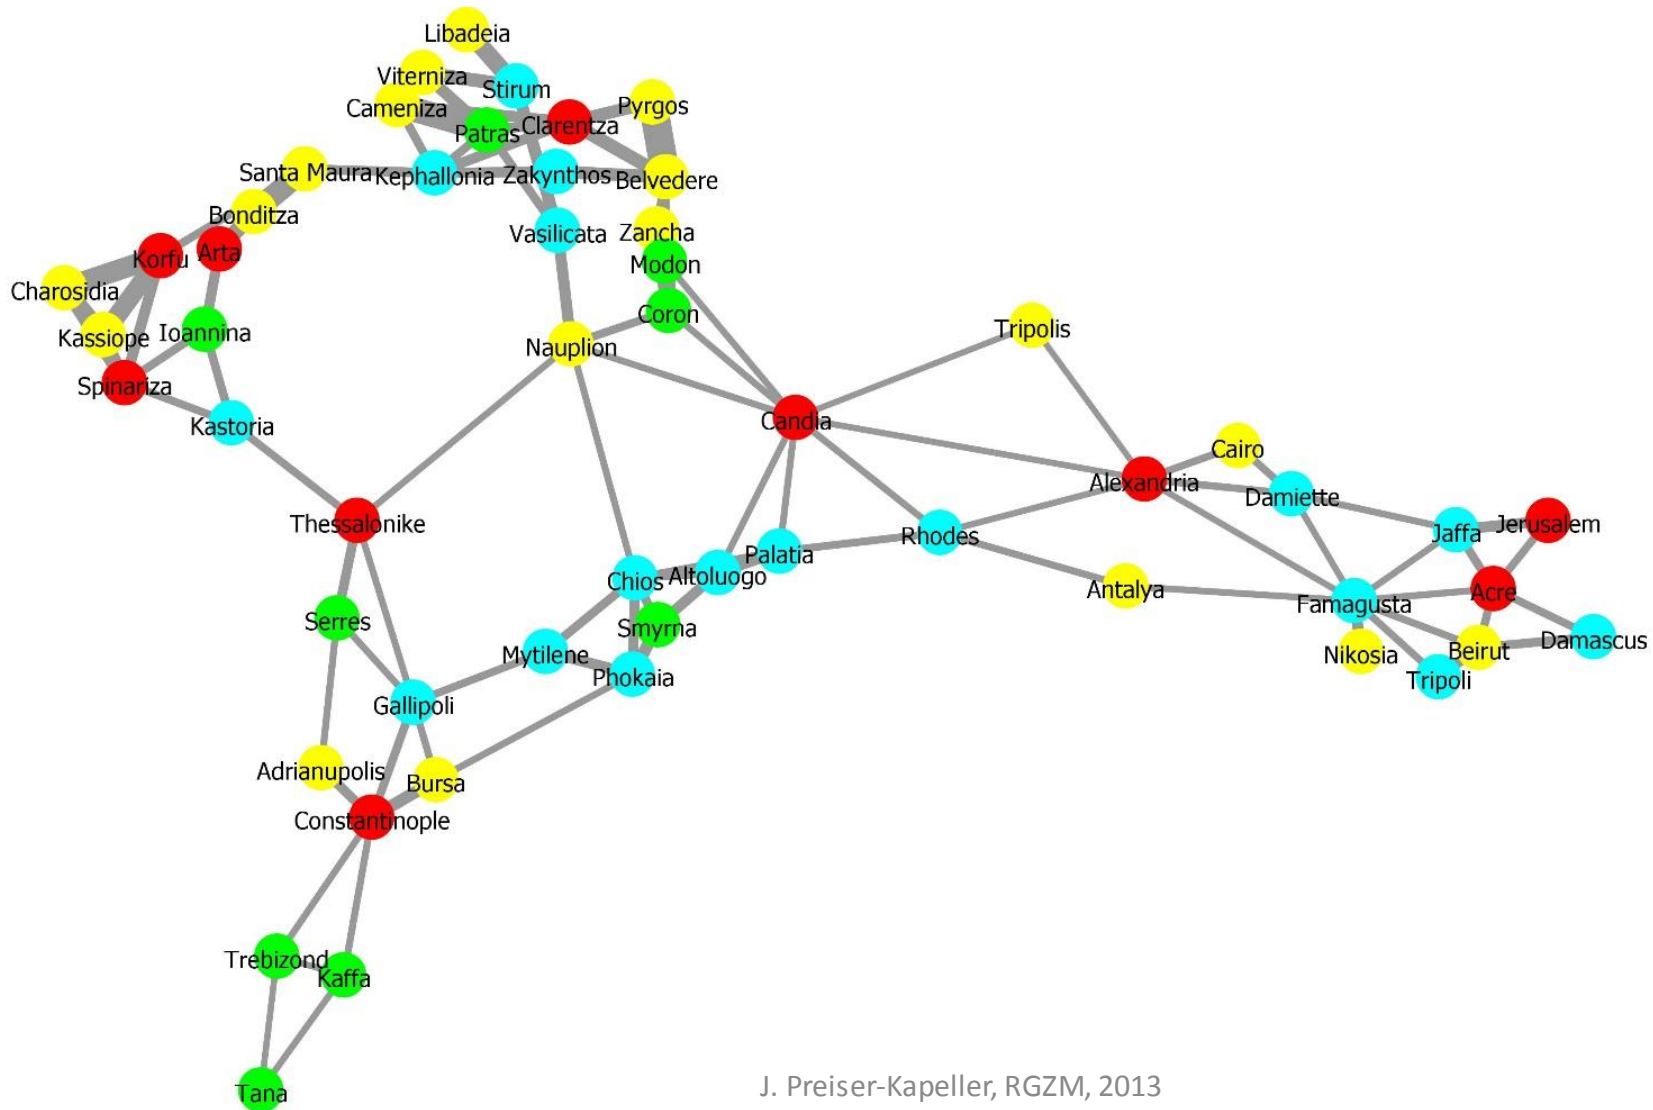 Libadeia
Viterniza
Stirum
Cameniza
Pyrgos
Patras
Clarentza
Santa Maura
Kephallonia
Zakynthos
Belvedere
Bonditza
Vasilicata
Zancha
Korfu
Arta
Modon
Charosidia
Coron
Kassiope
Ioannina
Tripolis
Nauplion
Spinariza
Kastoria
Candia
Cairo
Alexandria
Damiette
Thessalonike
Jaffa
Jerusalem
Rhodes
Palatia
Chios
Altoluogo
Antalya
Famagusta
Acre
Serres
Smyrna
Mytilene
Nikosia
Beirut
Damascus
Phokaia
Tripoli
Gallipoli
Adrianupolis
Bursa
Constantinople
Trebizond
Kaffa
Tana
J. Preiser-Kapeller, RGZM, 2013